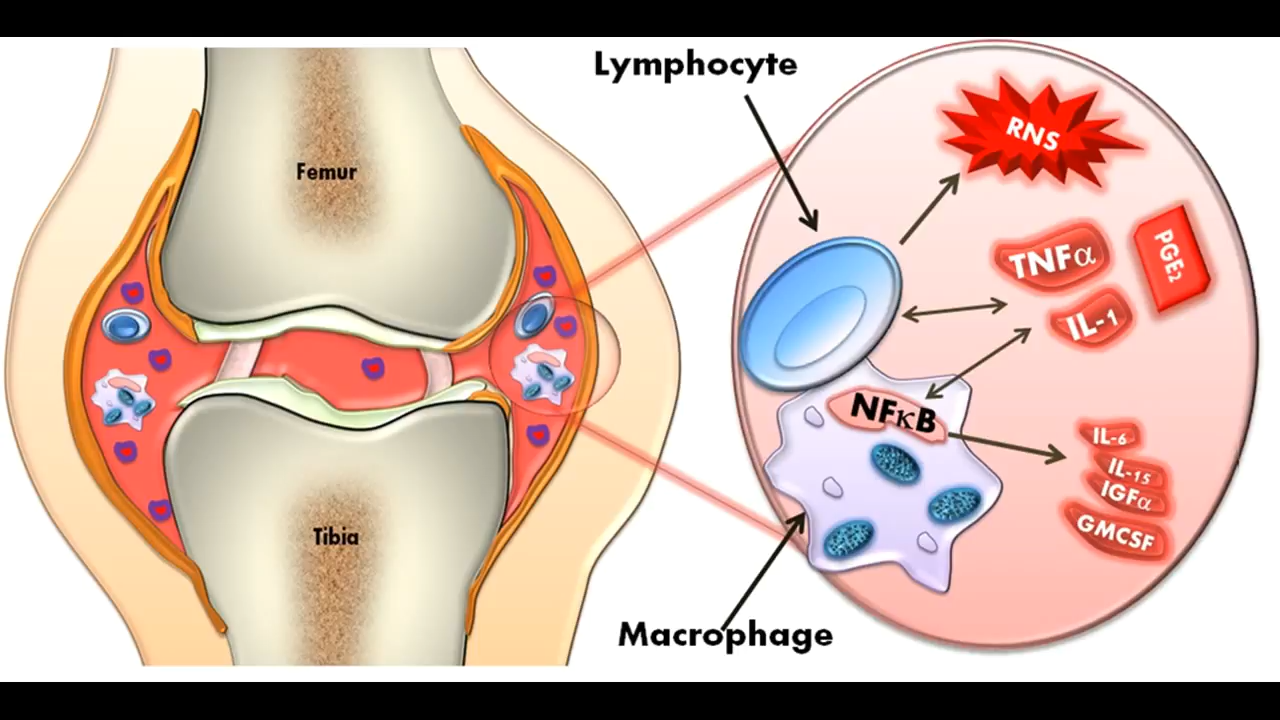 Lymphocyte
RNS
Femur
TNFα
PGE₂
IL-1
NFκB
IL-6
IL-15
IGFα
GMCSF
Tibia
Macrophage